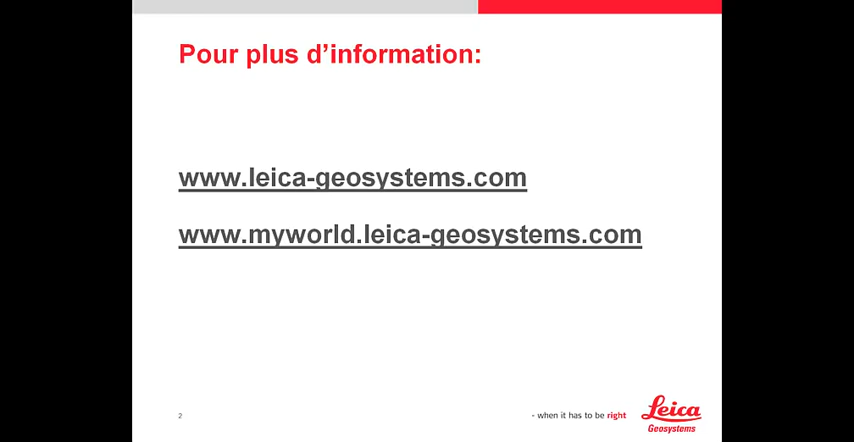 Pour plus d’information:
www.leica-geosystems.com
www.myworld.leica-geosystems.com
2
- when it has to be right
Leica
Geosystems